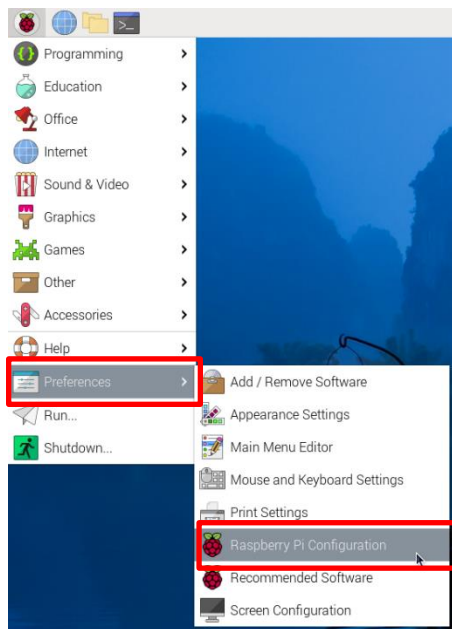 Programming
Education
Office
Internet
Sound & Video
Graphics
Games
Other
Accessories
Help
Preferences
Run...
Shutdown...
Add / Remove Software
Appearance Settings
Main Menu Editor
Mouse and Keyboard Settings
Print Settings
Raspberry Pi Configuration
Recommended Software
Screen Configuration